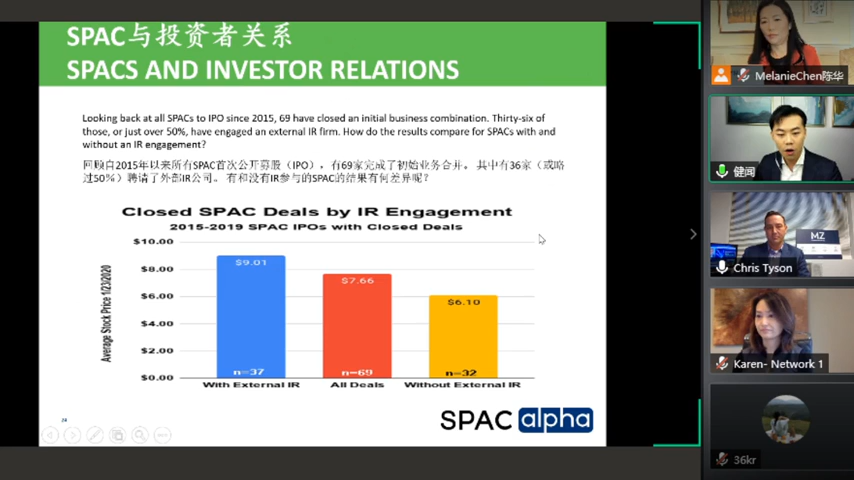 SPAC与投资者关系
SPACS AND INVESTOR RELATIONS
Looking back at all SPACs to IPO since 2015, 69 have closed an initial business combination. Thirty-six of
those, or just over 50%, have engaged an external IR firm. How do the results compare for SPACs with and
without an IR engagement?
回顾自2015年以来所有SPAC首次公开募股（IPO），有69家完成了初始业务合并。 其中有36家（或略
过50%）聘请了外部IR公司。 有和没有IR参与的SPAC的结果有何差异呢？
Closed SPAC Deals by IR Engagement
2015-2019 SPAC IPOs with Closed Deals
Average Stock Price 1/23/2020
$10.00
$8.00
$6.00
$4.00
$2.00
$0.00
$9.01
$7.66
$6.10
n=37
n=69
n=32
With External IR
All Deals
Without External IR
SPAC alpha
MelanieChen陈华
健闻
MZ
Chris Tyson
Karen- Network 1
36kr